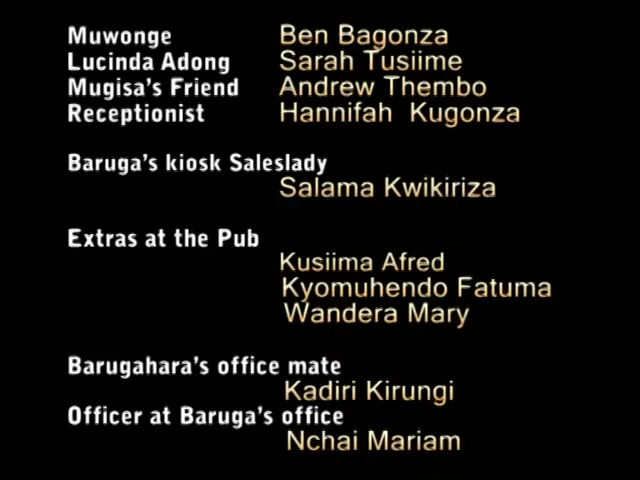 Muwonge Ben Bagonza
Lucinda Adong Sarah Tusiime
Mugisa's Friend Andrew Thembo
Receptionist Hannifah Kugonza
Baruga's kiosk Saleslady
Salama Kwikiriza
Extras at the Pub
Kusiima Afred
Kyomuhendo Fatuma
Wandera Mary
Barugahara's office mate
Kadiri Kirungi
Officer at Baruga's office
Nchai Mariam